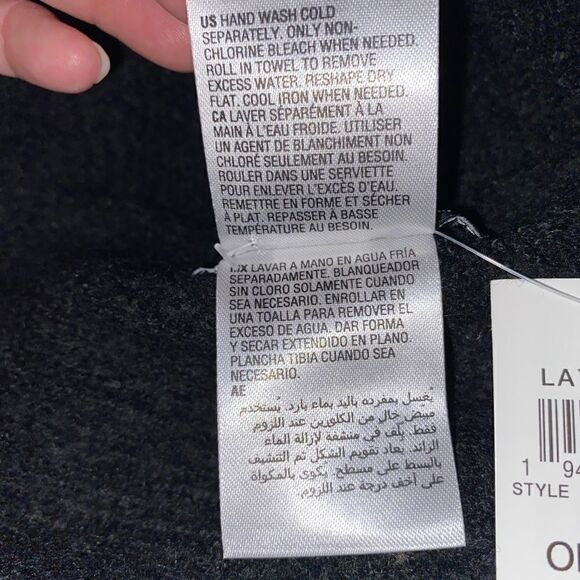 US HAND WASH COLD
SEPARATELY. ONLY NON-
CHLORINE BLEACH WHEN NEEDED.
ROLL IN TOWEL TO REMOVE
EXCESS WATER. RESHAPE DRY
FLAT. COOL IRON WHEN NEEDED.
CA LAVER SÉPARÉMENT À LA
MAIN À L'EAU FROIDE. UTILISER
UN AGENT DE BLANCHIMENT NON
CHLORÉ SEULEMENT AU BESOIN.
ROULER DANS UNE SERVIETTE
POUR ENLEVER L'EXCÈS D'EAU.
REMETTRE EN FORME ET SÉCHER
À PLAT. REPASSER À BASSE
TEMPÉRATURE AU BESOIN.
LAVAR A MANO EN AGUA FRÍA
SEPARADAMENTE. BLANQUEADOR
SIN CLORO SOLAMENTE CUANDO
SEA NECESARIO. ENROLLAR EN
UNA TOALLA PARA REMOVER EL
EXCESO DE AGUA. DAR FORMA
Y SECAR EXTENDIDO EN PLANO.
PLANCHA TIBIA CUANDO SEA
NECESARIO.
AE
يُغسل بمفرده باليد بماء بارد. يُستخدم
مبيض خال من الكلورين عند اللزوم
فقط. يلف في منشفة لإزالة الماء
الزائد. يعاد تقويم الشكل ثم التنشيف
بالبسط على مسطح. يُكوى بالمكواة
على أخف درجة عند اللزوم.
LA
1 94
STYLE